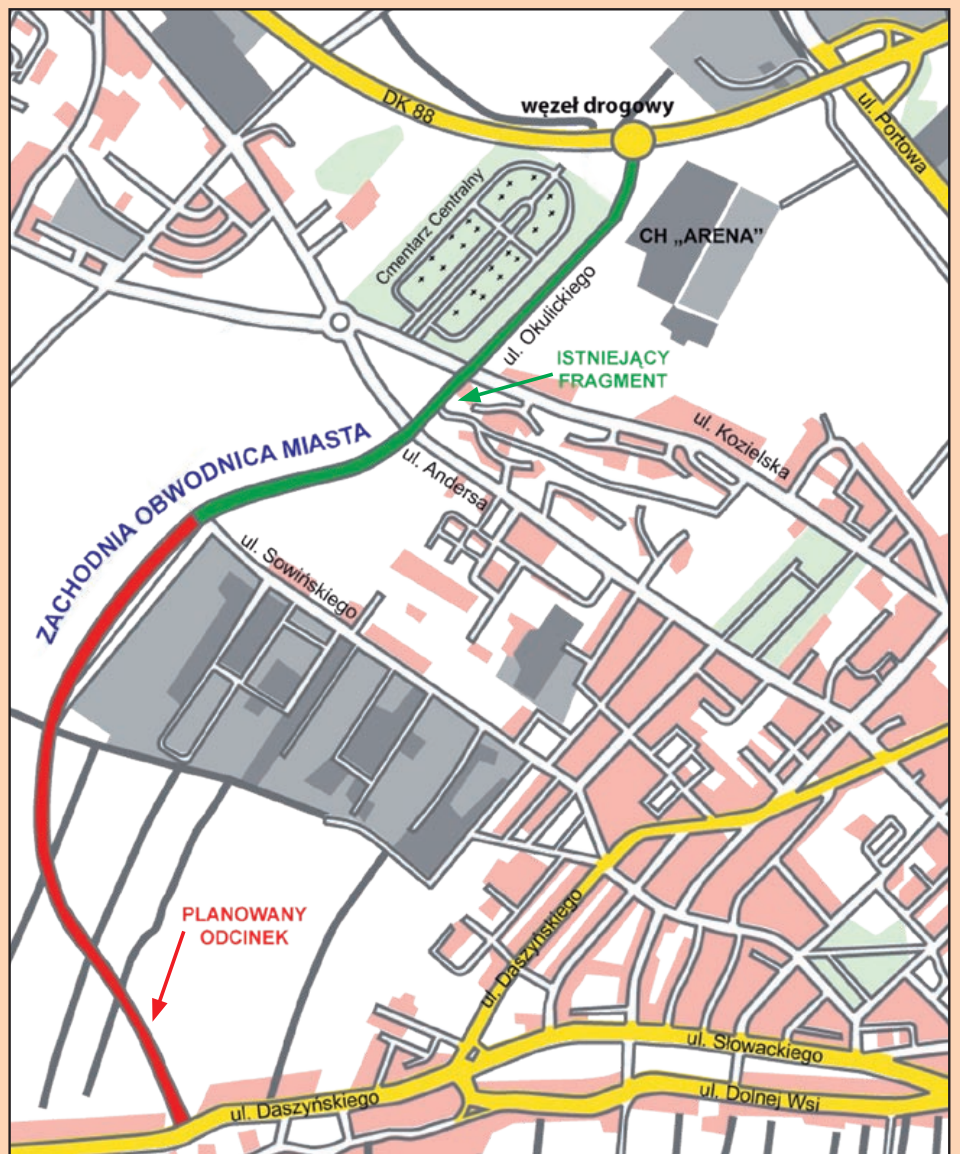 DK 88
węzeł drogowy
ul. Portowa
Cmentarz Centralny
CH „ARENA”
ul. Okulickiego
ISTNIEJĄCY
FRAGMENT
ul. Kozielska
ZACHODNIA OBWODNICA MIASTA
ul. Andersa
ul. Sowińskiego
PLANOWANY
ODCINEK
ul. Daszyńskiego
ul. Słowackiego
ul. Daszyńskiego
ul. Dolnej Wsi